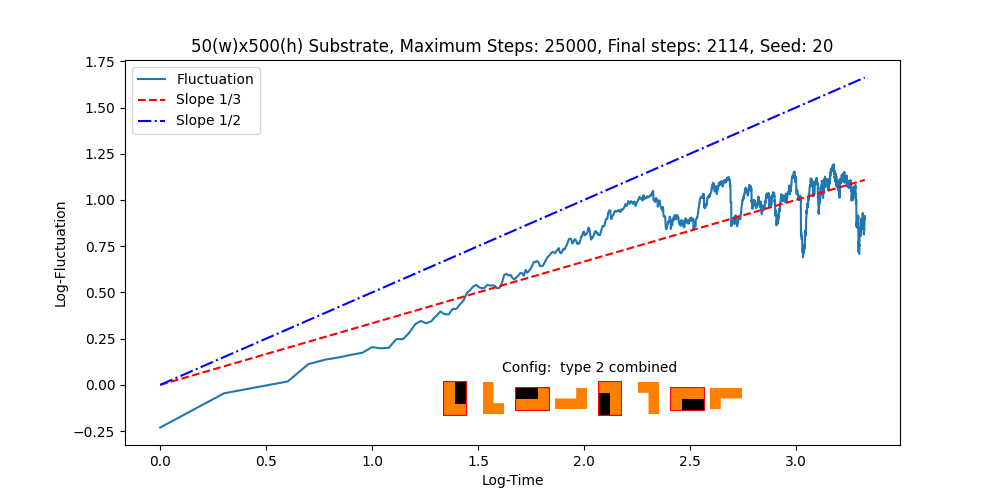 50(w)x500(h) Substrate, Maximum Steps: 25000, Final steps: 2114, Seed: 20
1.75
1.50
1.25
1.00
0.75
0.50
0.25
0.00
−0.25
Log-Fluctuation
Fluctuation
Slope 1/3
Slope 1/2
Config:  type 2 combined
0.0 0.5 1.0 1.5 2.0 2.5 3.0
Log-Time